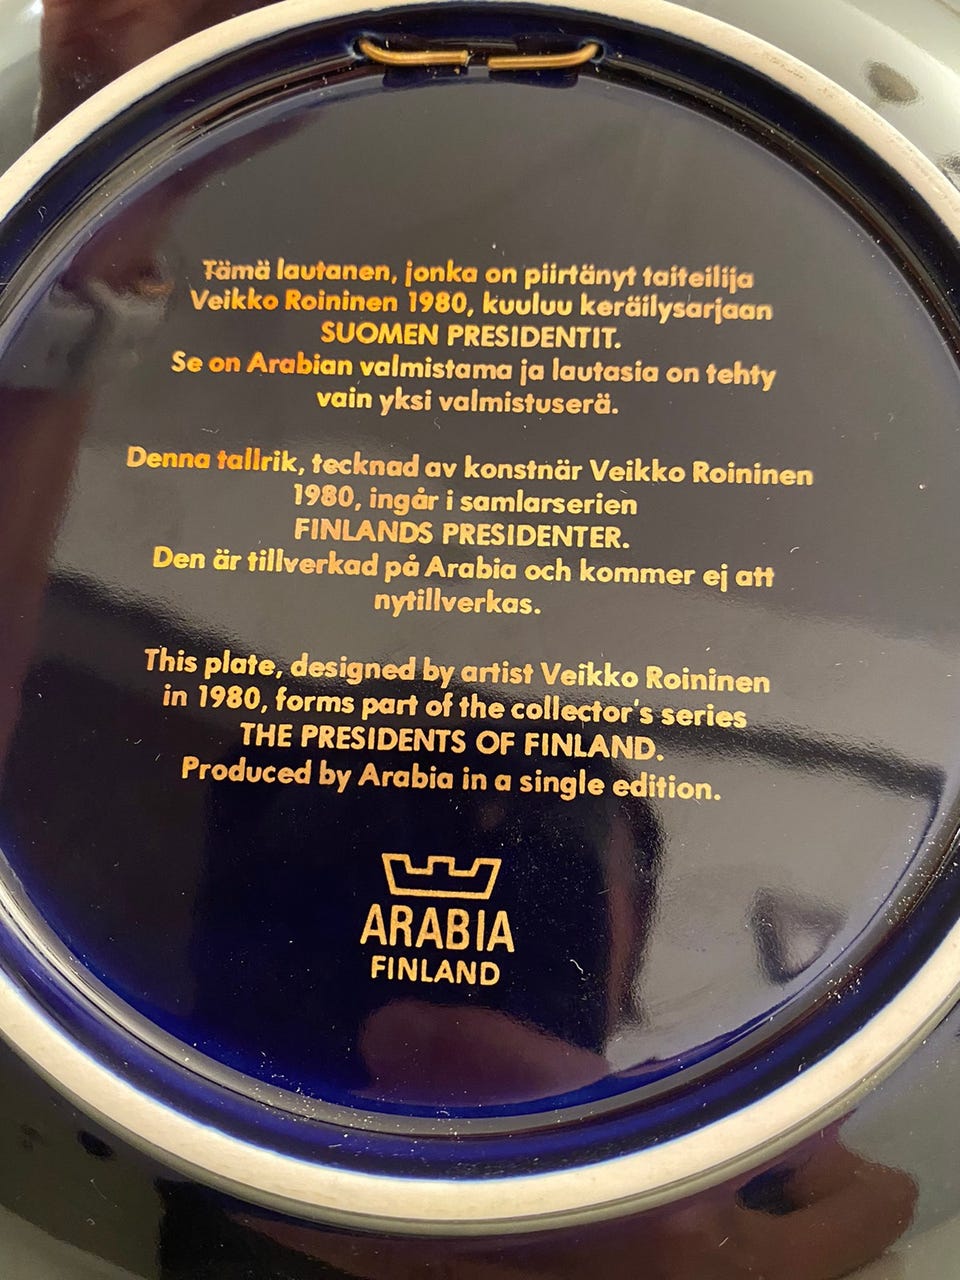 Tämä lautanen, jonka on piirtänyt taiteilija
Veikko Roininen 1980, kuuluu keräilysarjaan
SUOMEN PRESIDENTIT.
Se on Arabian valmistama ja lautasia on tehty
vain yksi valmistuserä.
Denna tallrik, tecknad av konstnär Veikko Roininen
1980, ingår i samlarserien
FINLANDS PRESIDENTER.
Den är tillverkad på Arabia och kommer ej att
nytillverkas.
This plate, designed by artist Veikko Roininen
in 1980, forms part of the collector's series
THE PRESIDENTS OF FINLAND.
Produced by Arabia in a single edition.
ARABIA
FINLAND